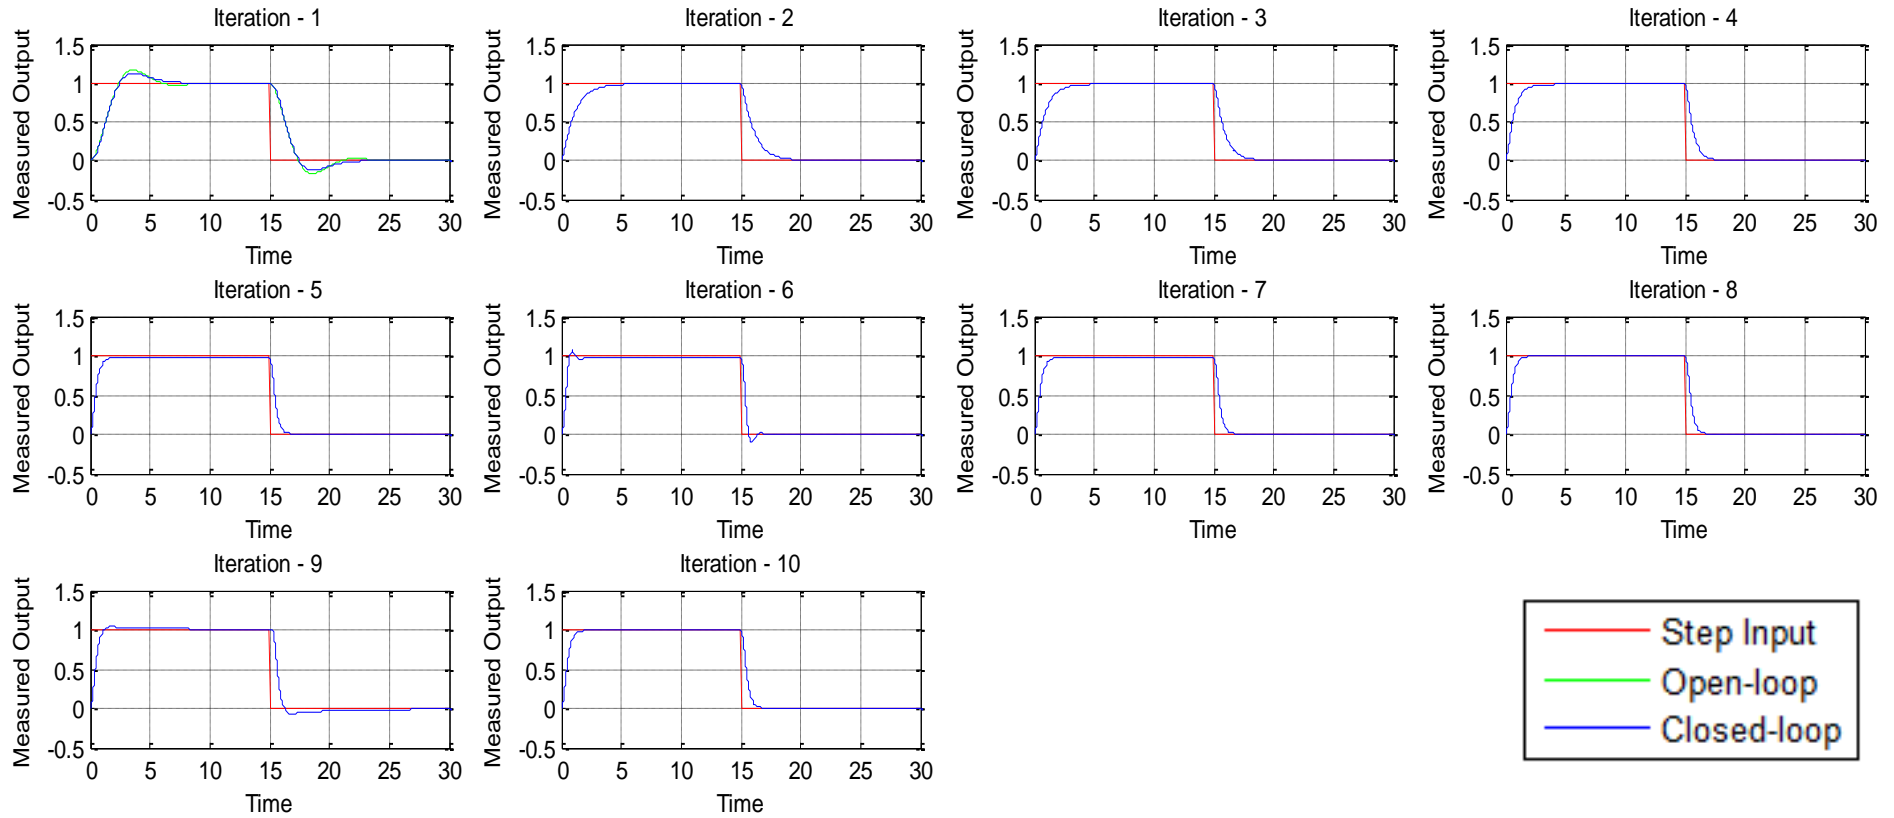 Iteration - 1
Measured Output
1.5
1
0.5
0
-0.5
0 5 10 15 20 25 30
Time
Iteration - 2
Measured Output
1.5
1
0.5
0
-0.5
0 5 10 15 20 25 30
Time
Iteration - 3
Measured Output
1.5
1
0.5
0
-0.5
0 5 10 15 20 25 30
Time
Iteration - 4
Measured Output
1.5
1
0.5
0
-0.5
0 5 10 15 20 25 30
Time
Iteration - 5
Measured Output
1.5
1
0.5
0
-0.5
0 5 10 15 20 25 30
Time
Iteration - 6
Measured Output
1.5
1
0.5
0
-0.5
0 5 10 15 20 25 30
Time
Iteration - 7
Measured Output
1.5
1
0.5
0
-0.5
0 5 10 15 20 25 30
Time
Iteration - 8
Measured Output
1.5
1
0.5
0
-0.5
0 5 10 15 20 25 30
Time
Iteration - 9
Measured Output
1.5
1
0.5
0
-0.5
0 5 10 15 20 25 30
Time
Iteration - 10
Measured Output
1.5
1
0.5
0
-0.5
0 5 10 15 20 25 30
Time
Step Input
Open-loop
Closed-loop